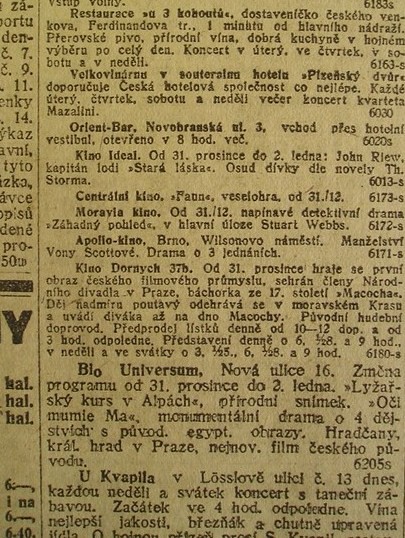 Vstup volný. 6183s
Restaurace »u 3 kohoutů«, dostaveníčko českého ven-
kova, Ferdinandova tr., 1 minutu od hlavního nádraží.
Přerovské pivo, přírodní vína, dobrá kuchyně v hojném
výběru po celý den. Koncert v úterý, ve čtvrtek, v so-
botu a v neděli. 6163-s
Velkovinárnu v souterainu hotelu »Plzeňský dvůr«
doporučuje Česká hotelová společnost co nejlépe. Každé
úterý, čtvrtek, sobotu a neděli večer koncert kvarteta
Mazalini. 6030
Orient-Bar, Novobranská ul. 3, vchod přes hotelní
vestibul, otevřeno v 8 hod. več. 6020s
Kino Ideal. Od 31. prosince do 2. ledna: John Riew,
kapitán lodi »Stará láska«. Osud dívky dle novely Th.
Storma. 6013-s
Centrální kino. »Faun«, veselohra, od 31./12. 6173-s
Moravia kino. Od 31./12. napínavé detektivní drama
»Záhadný pohled«, v hlavní úloze Stuart Webbs. 6172-s
Apollo-kino, Brno, Wilsonovo náměstí. Manželství
Vony Scottové. Drama o 3 jednáních. 6171-s
Kino Dornych 37b. Od 31. prosince hraje se první
obraz českého filmového průmyslu, sehrán členy Národ-
ního divadla v Praze, báchorka ze 17. století »Macocha«.
Děj nadmíru poutavý odehrává se v moravském Krasu
a uvádí diváka až na dno Macochy. Původní hudební
doprovod. Předprodej lístků denně od 10—12 dop. a od
3 hod. odpoledne. Představení denně o 6, ½8. a 9 hod.,
v neděli a ve svátky o 3, ½5., 6, ½8. a 9 hod. 6180-s
Bio Universum, Nová ulice 16. Změna
programu od 31. prosince do 2. ledna. »Lyžař-
ský kurs v Alpách«, přírodní snímek. »Oči
mumie Ma«, monumentální drama o 4 děj-
stvích s původ. egypt. obrazy. Hradčany,
král. hrad v Praze, nejnov. film českého pů-
vodu. 6205s
U Kvapila v Lösslově ulici č. 13 dnes,
každou neděli a svátek koncert s taneční zá-
bavou. Začátek ve 4 hod. odpoledne. Vína
nejlepší jakosti, březňák a chutně upravená